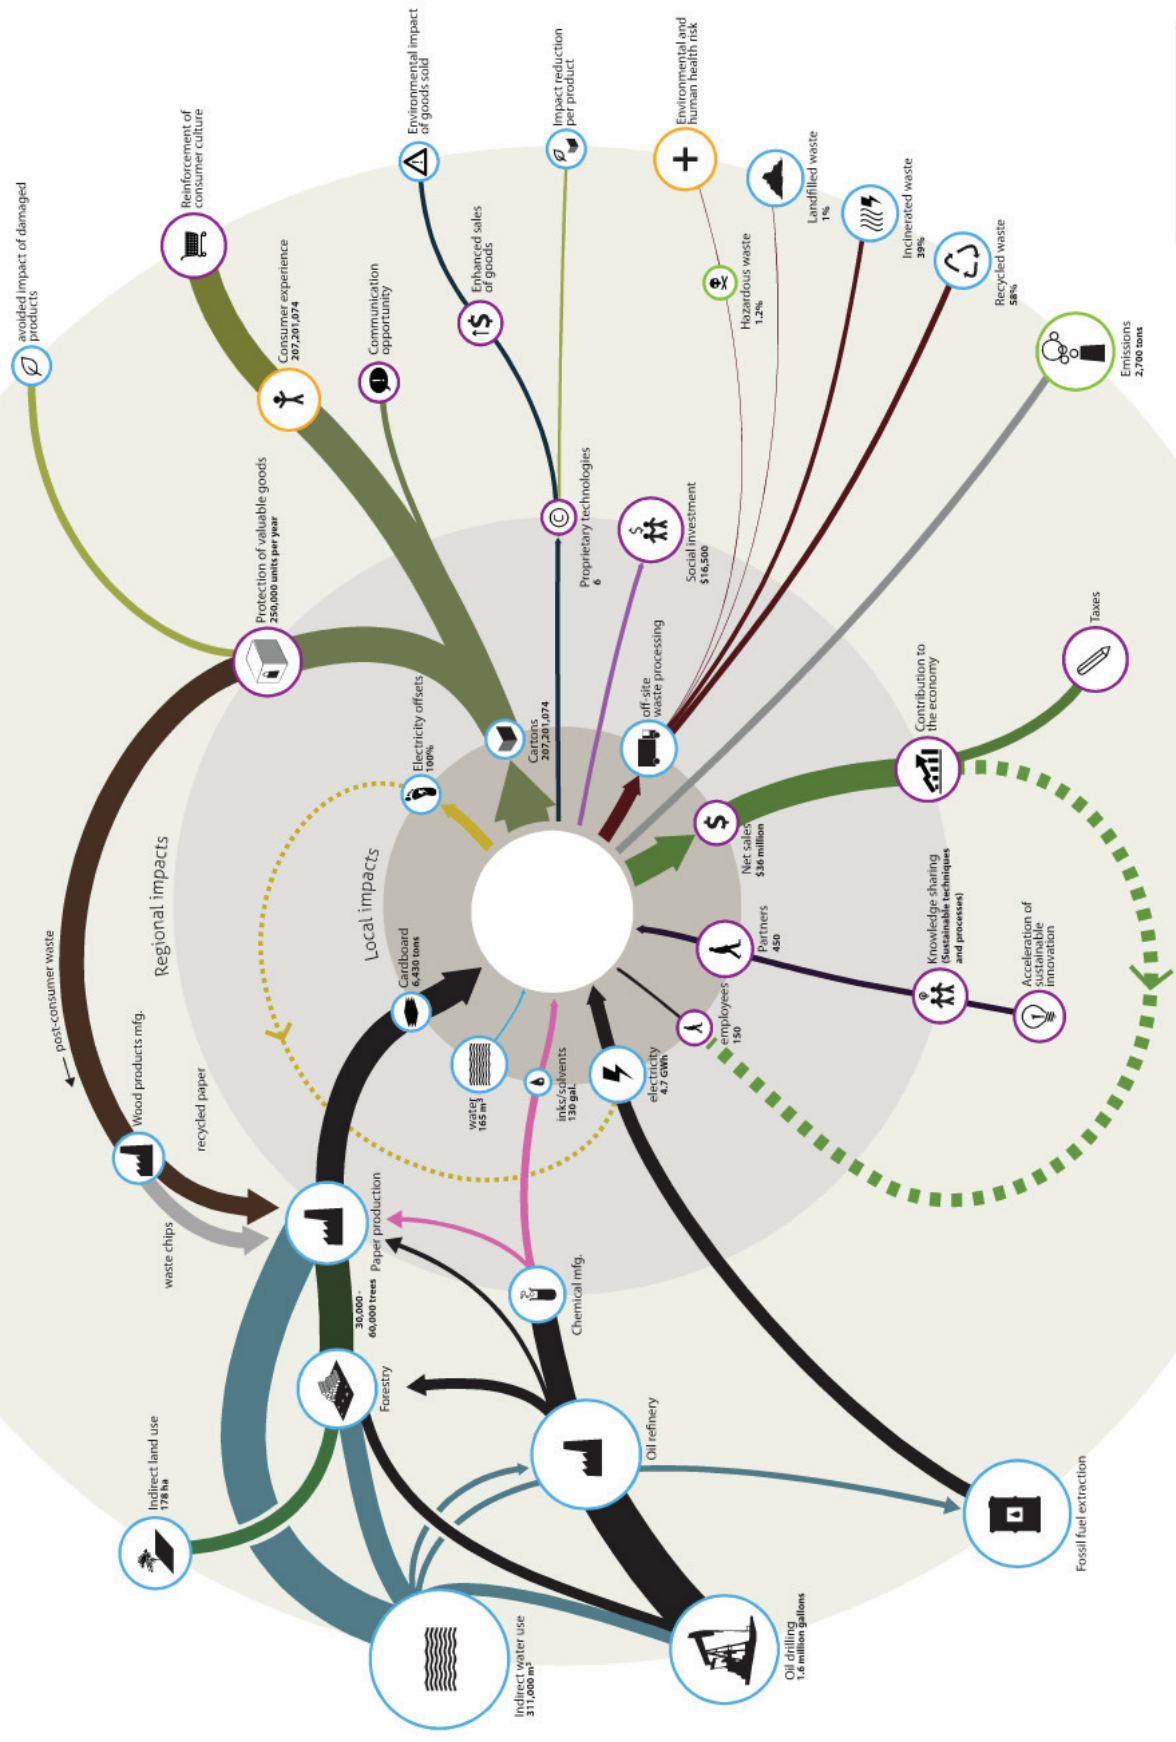 avoided impact of damaged
products
Reinforcement of
consumer culture
Environmental impact
of goods sold
Impact reduction
per product
Environmental and
human health risk
Landfilled waste
1%
Incinerated waste
39%
Recycled waste
58%
Emissions
2,700 tons
Hazardous waste
1.2%
Enhanced sales
of goods
Communication
opportunity
Consumer experience
207,201,074
Protection of valuable goods
250,000 units per year
Electricity offsets
100%
Cartons
207,201,074
Proprietary technologies
6
Social investment
$16,500
off-site
waste processing
Contribution to
the economy
Taxes
Net sales
$36 million
Regional impacts
Local impacts
Partners
450
Knowledge sharing
(Sustainable techniques
and processes)
Acceleration of
sustainable
innovation
employees
150
electricity
4.7 GWh
inks/solvents
130 gal.
water
165 m³
Cardboard
6,430 tons
post-consumer waste
Wood products mfg.
recycled paper
waste chips
Paper production
30,000 -
60,000 trees
Chemical mfg.
Forestry
Oil refinery
Indirect land use
178 ha
Indirect water use
311,000 m³
Oil drilling
1.6 million gallons
Fossil fuel extraction